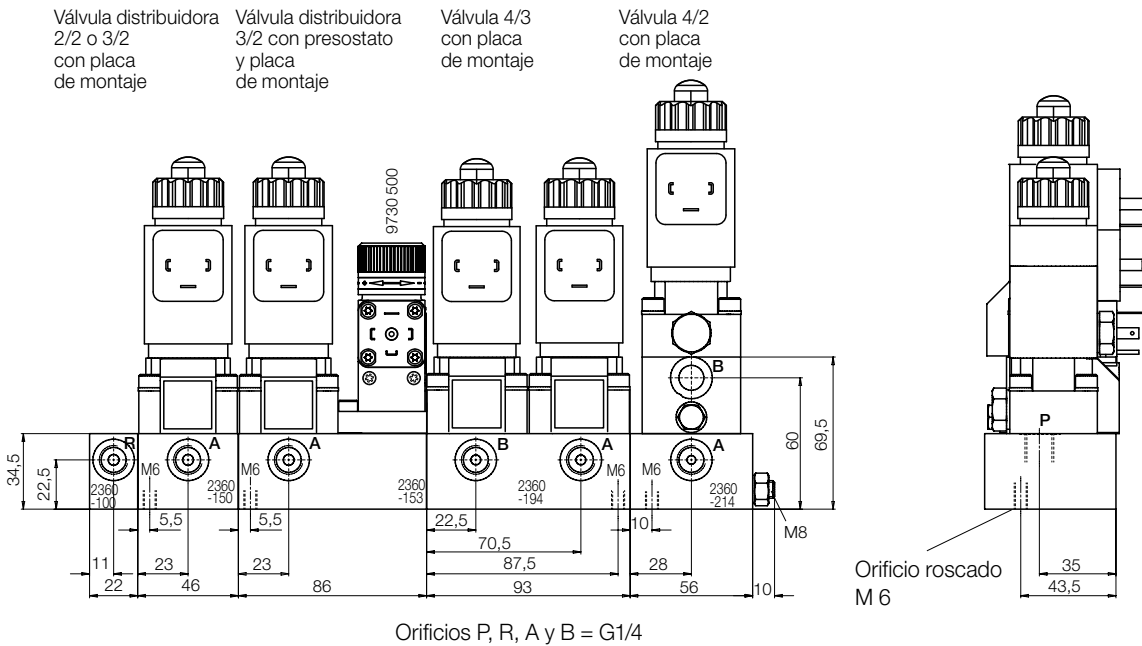 Válvula distribuidora
2/2 o 3/2
con placa
de montaje
Válvula distribuidora
3/2 con presostato
y placa
de montaje
Válvula 4/3
con placa
de montaje
Válvula 4/2
con placa
de montaje
9730 500
B
R
A
A
B
A
A
P
M6
M6
M6
M6
2360
-100
2360
-150
2360
-153
2360
-194
2360
-214
34,5
22,5
60
69,5
5,5
5,5
22,5
10
M8
70,5
11
23
23
87,5
28
22
46
86
93
56
10
Orificio roscado
M 6
35
43,5
Orificios P, R, A y B = G1/4